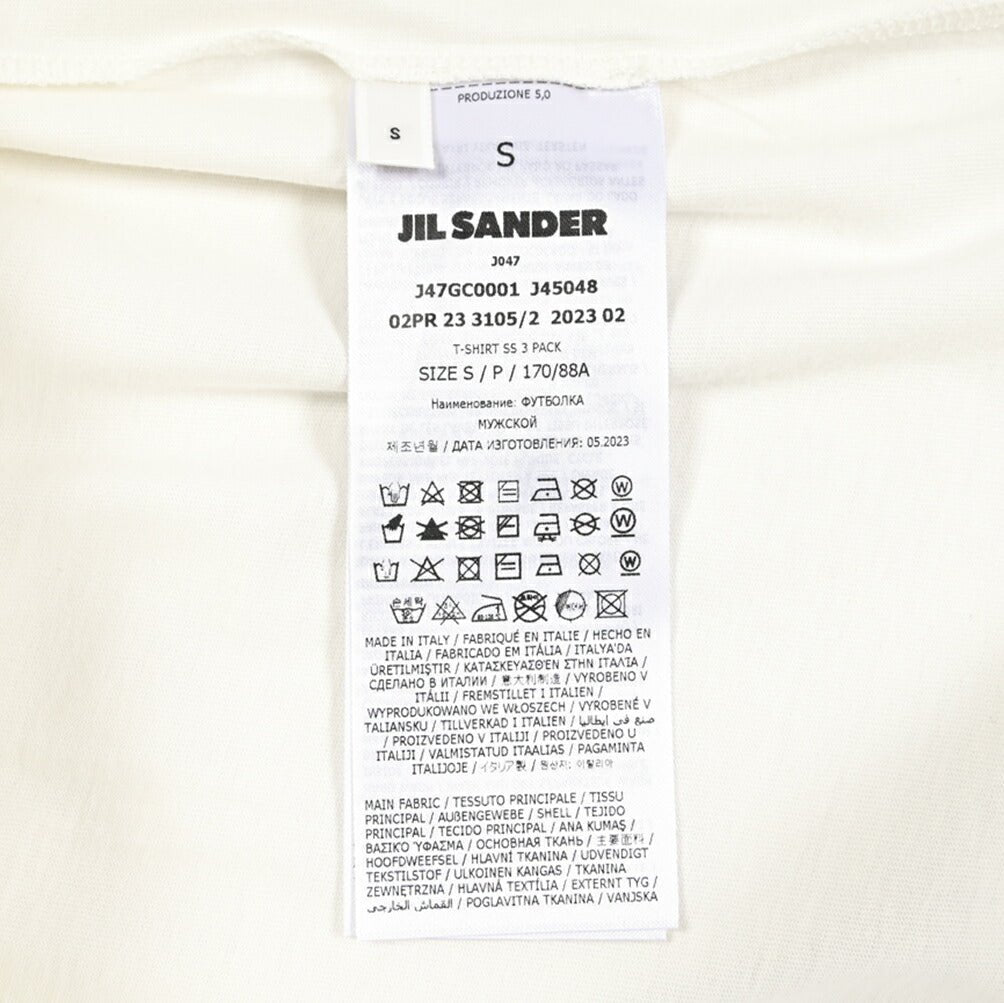 PRODUZIONE 5,0
S
S
JIL SANDER
J047
J47GC0001 J45048
02PR 23 3105/2 2023 02
T-SHIRT SS 3 PACK
SIZE S / P / 170/88A
Наименование: ФУТБОЛКА
МУЖСКОЙ
제조년월 / ДАТА ИЗГОТОВЛЕНИЯ: 05.2023
W
W
W
손세탁
MADE IN ITALY / FABRIQUÉ EN ITALIE / HECHO EN
ITALIA / FABRICADO EM ITÁLIA / ITALYA'DA
ÜRETILMIŞTIR / ΚΑΤΑΣΚΕΥΑΣΘΕΝ ΣΤΗΝ ΙΤΑΛΊΑ /
СДЕЛАНО В ИТАЛИИ / 意大利制造 / VYROBENO V
ITÁLII / FREMSTILLET I ITALIEN /
WYPRODUKOWANO WE WŁOSZECH / VYROBENÉ V
TALIANSKU / TILLVERKAD I ITALIEN / صنع في ايطاليا
/ PROIZVEDENO V ITALIJI / PROIZVEDENO U
ITALIJI / VALMISTATUD ITAALIAS / PAGAMINTA
ITALIJOJE / イタリア製 / 원산지: 이탈리아
MAIN FABRIC / TESSUTO PRINCIPALE / TISSU
PRINCIPAL / AUßENGEWEBE / SHELL / TEJIDO
PRINCIPAL / TECIDO PRINCIPAL / ANA KUMAŞ /
ΒΑΣΙΚΌ ΎΦΑΣΜΑ / ОСНОВНАЯ ТКАНЬ / 主要面料 /
HOOFDWEEFSEL / HLAVNÍ TKANINA / UDVENDIGT
TEKSTILSTOF / ULKOINEN KANGAS / TKANINA
ZEWNĘTRZNA / HLAVNÁ TEXTÍLIA / EXTERNT TYG /
القماش الخارجي / POGLAVITNA TKANINA / VANJSKA